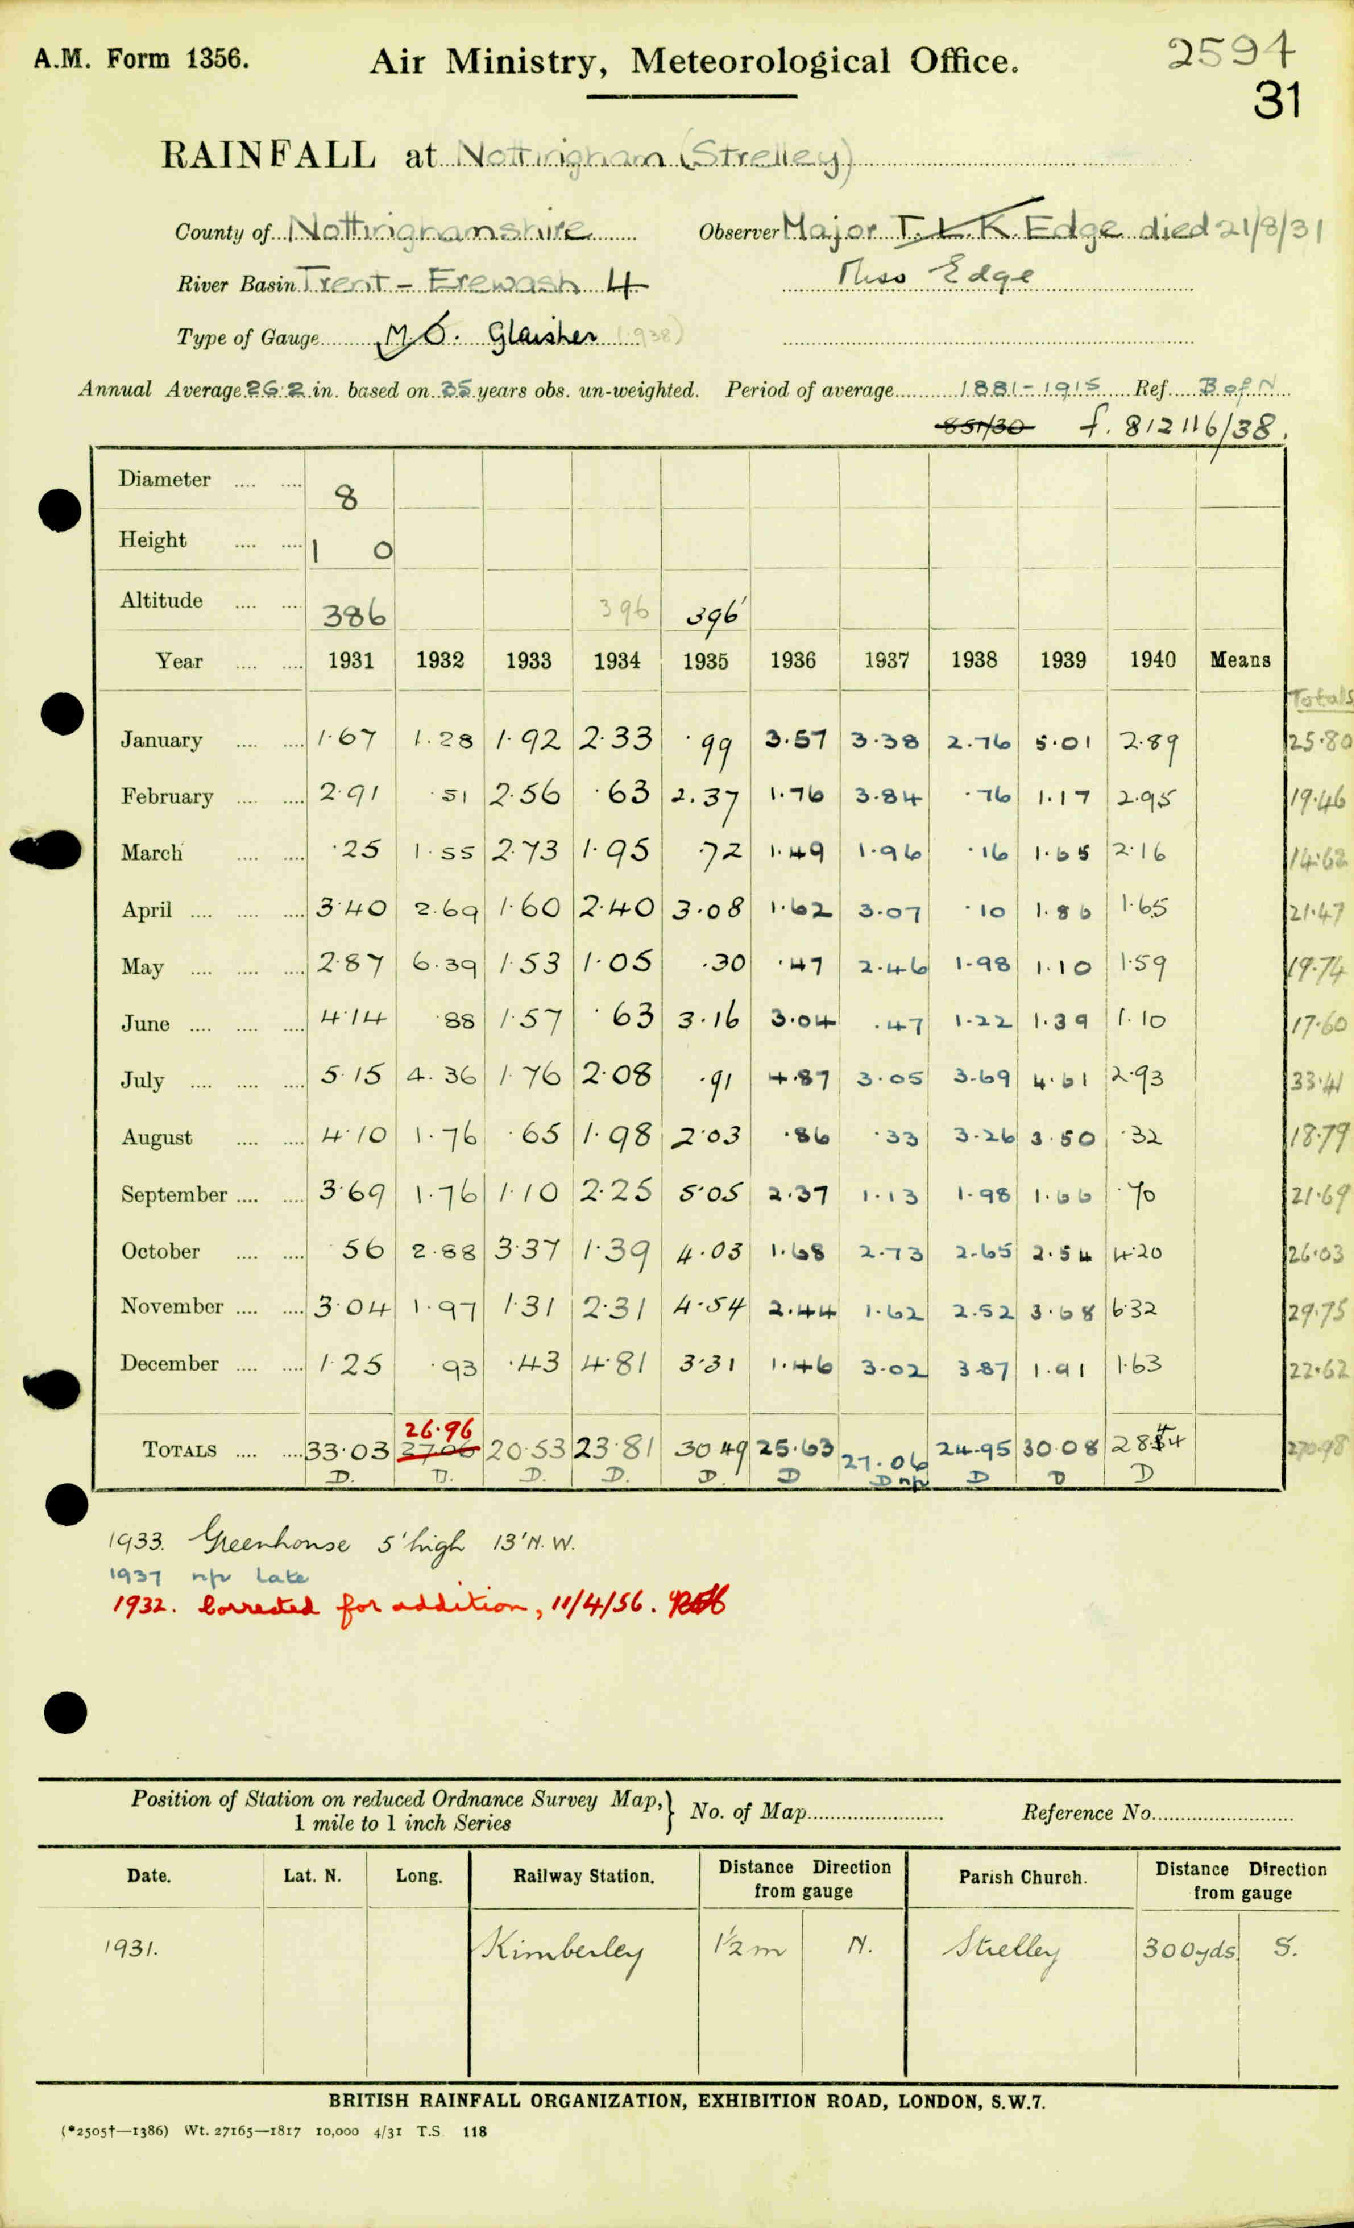 A.M. Form 1356. Air Ministry, Meteorological Office. 2594
31
RAINFALL at Nottingham (Strelley)
County of Nottinghamshire Observer Major T. L. K. Edge died 21/8/31
River Basin Trent - Erewash 4 Miss Edge
Type of Gauge M.O. Glaisher (1938)
Annual Average 26.2 in. based on 35 years obs. un-weighted. Period of average 1881-1915 Ref. B of N
851/30 f. 812116/38.
Diameter 8
Height 1 0
Altitude 386 396 396'
Year 1931 1932 1933 1934 1935 1936 1937 1938 1939 1940 Means
Totals
January 1.67 1.28 1.92 2.33 .99 3.57 3.38 2.76 5.01 2.89 25.80
February 2.91 .51 2.56 .63 2.37 1.76 3.84 .76 1.17 2.95 19.46
March .25 1.55 2.73 1.95 .72 1.49 1.96 .16 1.65 2.16 14.62
April 3.40 2.69 1.60 2.40 3.08 1.62 3.07 .10 1.86 1.65 21.47
May 2.87 6.39 1.53 1.05 .30 .47 2.46 1.98 1.10 1.59 19.74
June 4.14 .88 1.57 .63 3.16 3.04 .47 1.22 1.39 1.10 17.60
July 5.15 4.36 1.76 2.08 .91 4.87 3.05 3.69 4.61 2.93 33.41
August 4.10 1.76 .65 1.98 2.03 .86 .33 3.26 3.50 .32 18.79
September 3.69 1.76 1.10 2.25 5.05 2.37 1.13 1.98 1.66 .70 21.69
October 56 2.88 3.37 1.39 4.03 1.68 2.73 2.65 2.54 4.20 26.03
November 3.04 1.97 1.31 2.31 4.54 2.44 1.62 2.52 3.68 6.32 29.75
December 1.25 .93 .43 4.81 3.31 1.46 3.02 3.87 1.91 1.63 22.62
26.96
TOTALS 33.03 27.06 20.53 23.81 30.49 25.63 27.06 24.95 30.08 28.44 270.98
D. D. D. D. D. D D np D D D
1933. Greenhouse 5' high 13' N.W.
1937 n/r Late
1932. Corrected for addition, 11/4/56.
Position of Station on reduced Ordnance Survey Map, 1 mile to 1 inch Series } No. of Map Reference No.
Date. Lat. N. Long. Railway Station. Distance Direction from gauge Parish Church. Distance Direction from gauge
1931. Kimberley 1½ m N. Strelley 300yds S.
BRITISH RAINFALL ORGANIZATION, EXHIBITION ROAD, LONDON, S.W.7.
(*2505†—1386) Wt. 27165—1817 10,000 4/31 T.S. 118